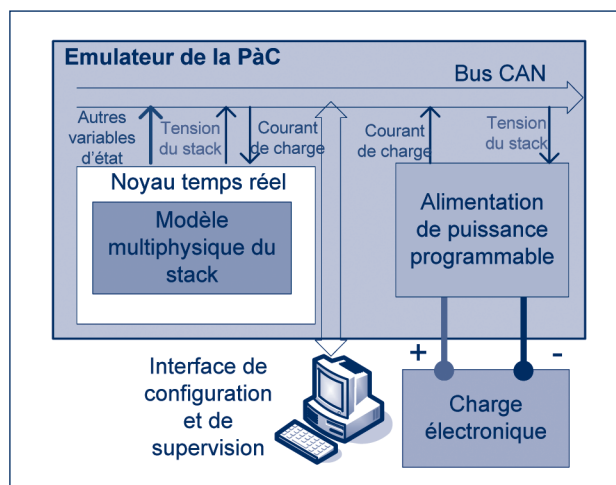 Emulateur de la PàC
Bus CAN
Autres
variables
d'état
Tension
du stack
Courant
de charge
Courant
de charge
Tension
du stack
Noyau temps réel
Modèle
multiphysique du
stack
Alimentation
de puissance
programmable
+
-
Interface de
configuration
et de
supervision
Charge
électronique